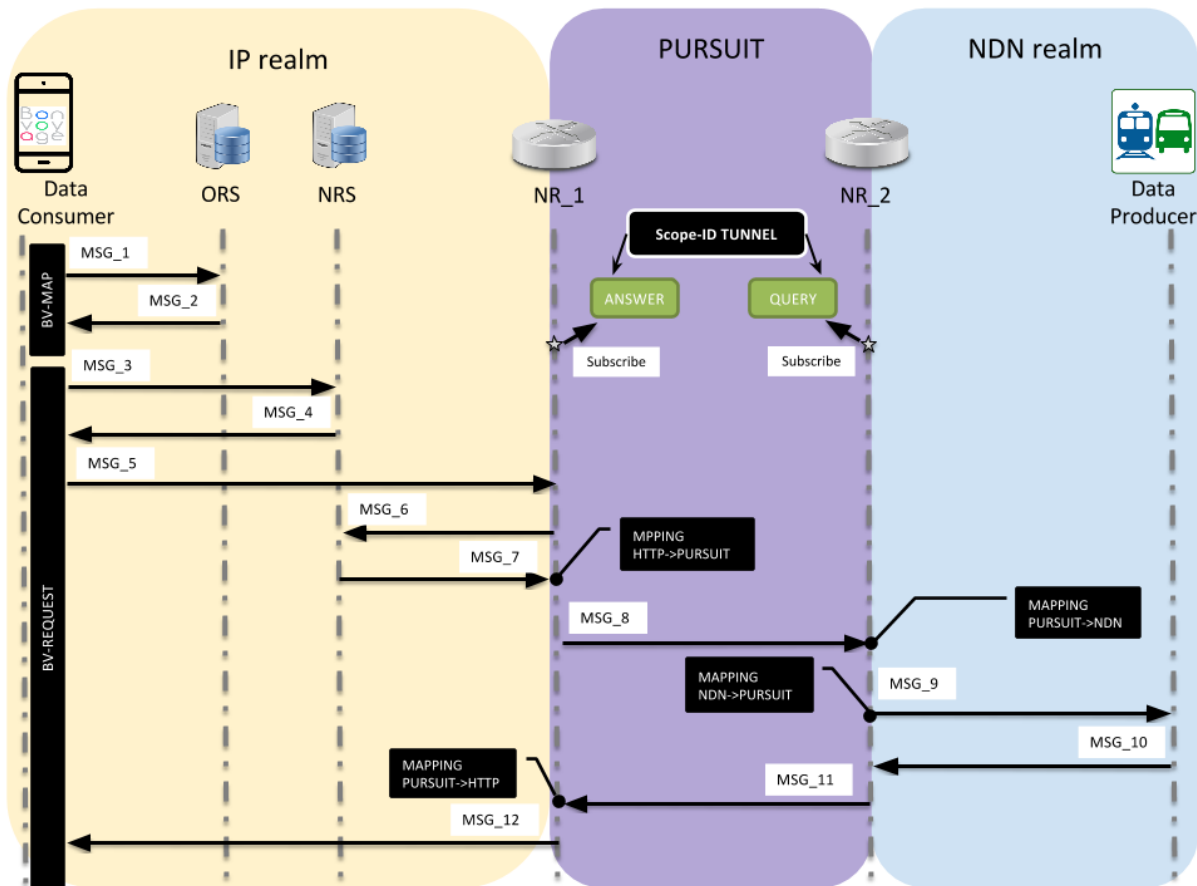 IP realm
PURSUIT
NDN realm
B o n
v o y
a g e
Data
Consumer
ORS
NRS
NR_1
NR_2
Data
Producer
Scope-ID TUNNEL
ANSWER
QUERY
Subscribe
Subscribe
BV-MAP
MSG_1
MSG_2
BV-REQUEST
MSG_3
MSG_4
MSG_5
MSG_6
MSG_7
MPPING
HTTP->PURSUIT
MSG_8
MAPPING
PURSUIT->NDN
MAPPING
NDN->PURSUIT
MSG_9
MSG_10
MAPPING
PURSUIT->HTTP
MSG_11
MSG_12